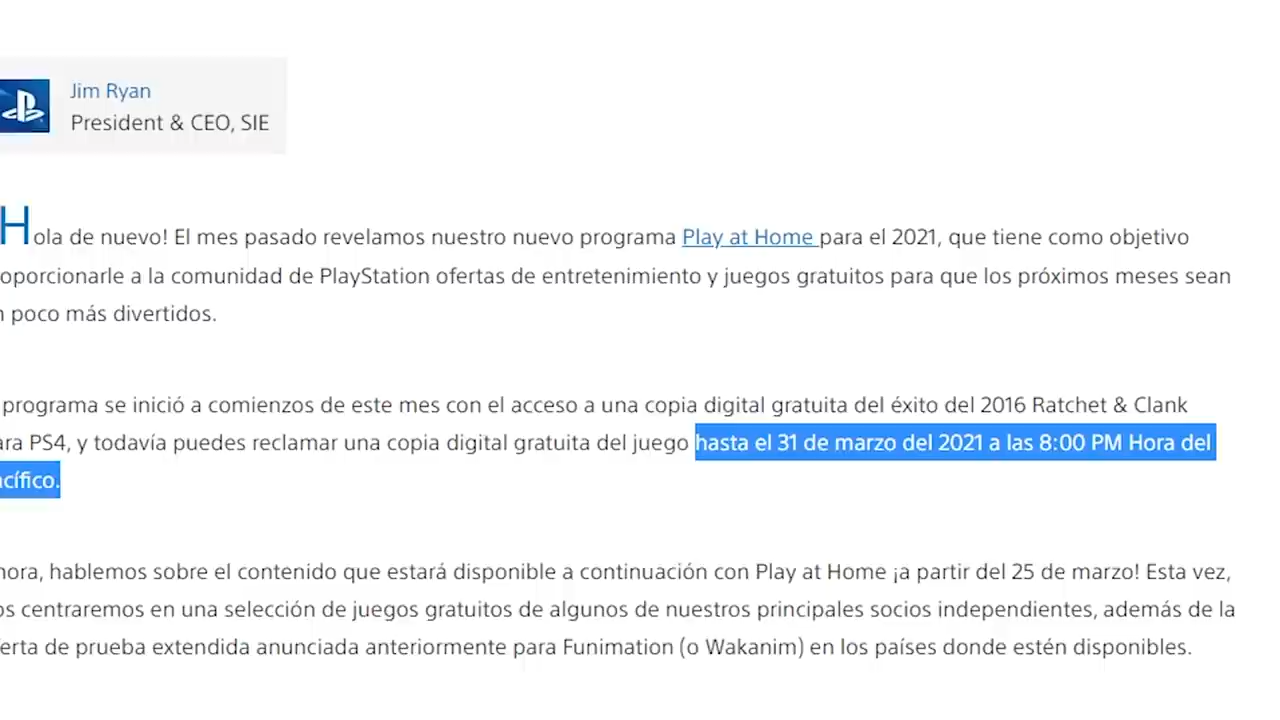 Jim Ryan
President & CEO, SIE
Hola de nuevo! El mes pasado revelamos nuestro nuevo programa Play at Home para el 2021, que tiene como objetivo
oporcionarle a la comunidad de PlayStation ofertas de entretenimiento y juegos gratuitos para que los próximos meses sean
n poco más divertidos.
programa se inició a comienzos de este mes con el acceso a una copia digital gratuita del éxito del 2016 Ratchet & Clank
ara PS4, y todavía puedes reclamar una copia digital gratuita del juego hasta el 31 de marzo del 2021 a las 8:00 PM Hora del
cífico.
hora, hablemos sobre el contenido que estará disponible a continuación con Play at Home ¡a partir del 25 de marzo! Esta vez,
os centraremos en una selección de juegos gratuitos de algunos de nuestros principales socios independientes, además de la
erta de prueba extendida anunciada anteriormente para Funimation (o Wakanim) en los países donde estén disponibles.